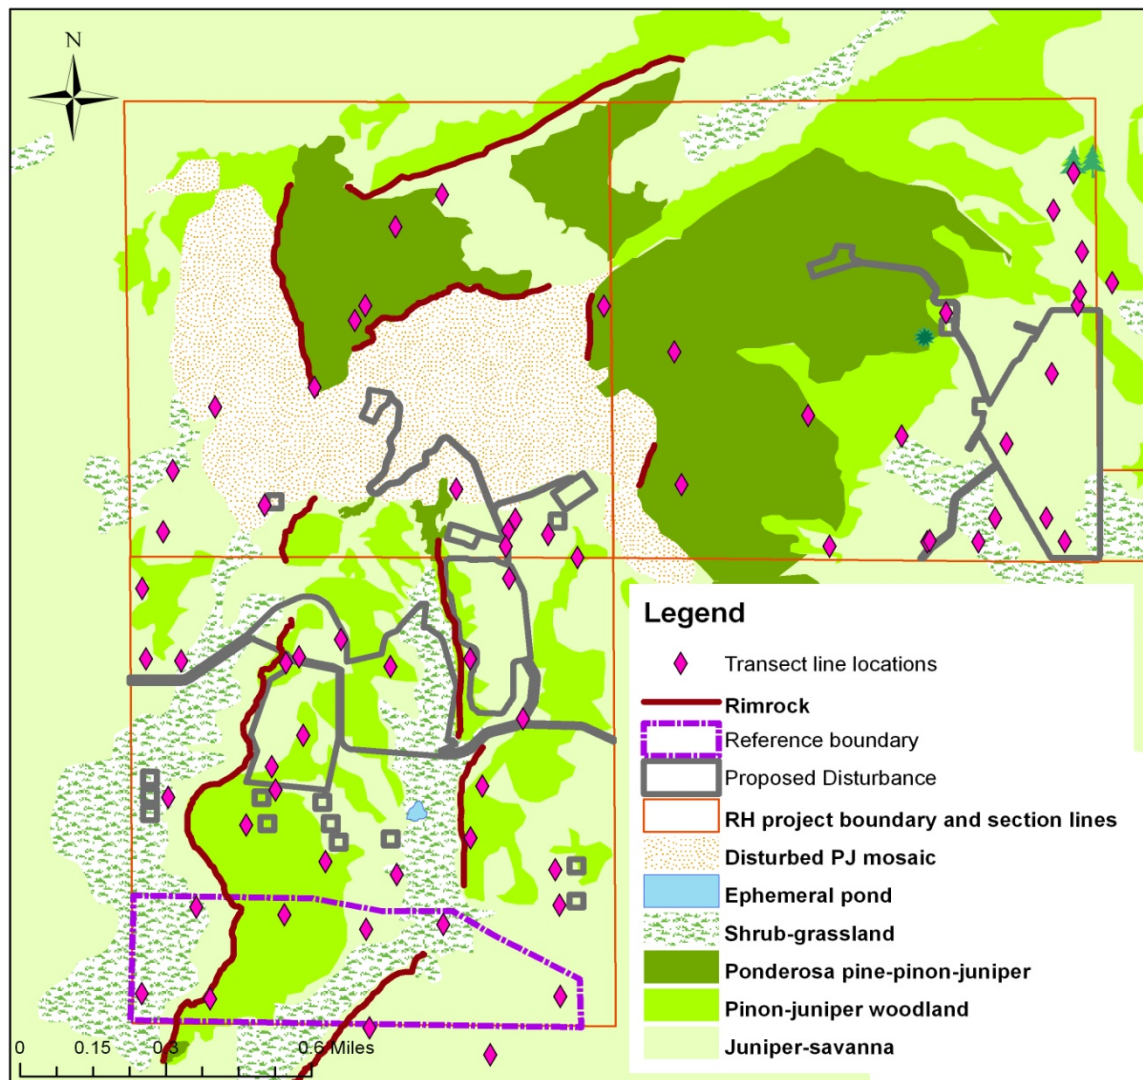 N
Legend
Transect line locations
Rimrock
Reference boundary
Proposed Disturbance
RH project boundary and section lines
Disturbed PJ mosaic
Ephemeral pond
Shrub-grassland
Ponderosa pine-pinon-juniper
Pinon-juniper woodland
Juniper-savanna
0 0.15 0.3 0.6 Miles